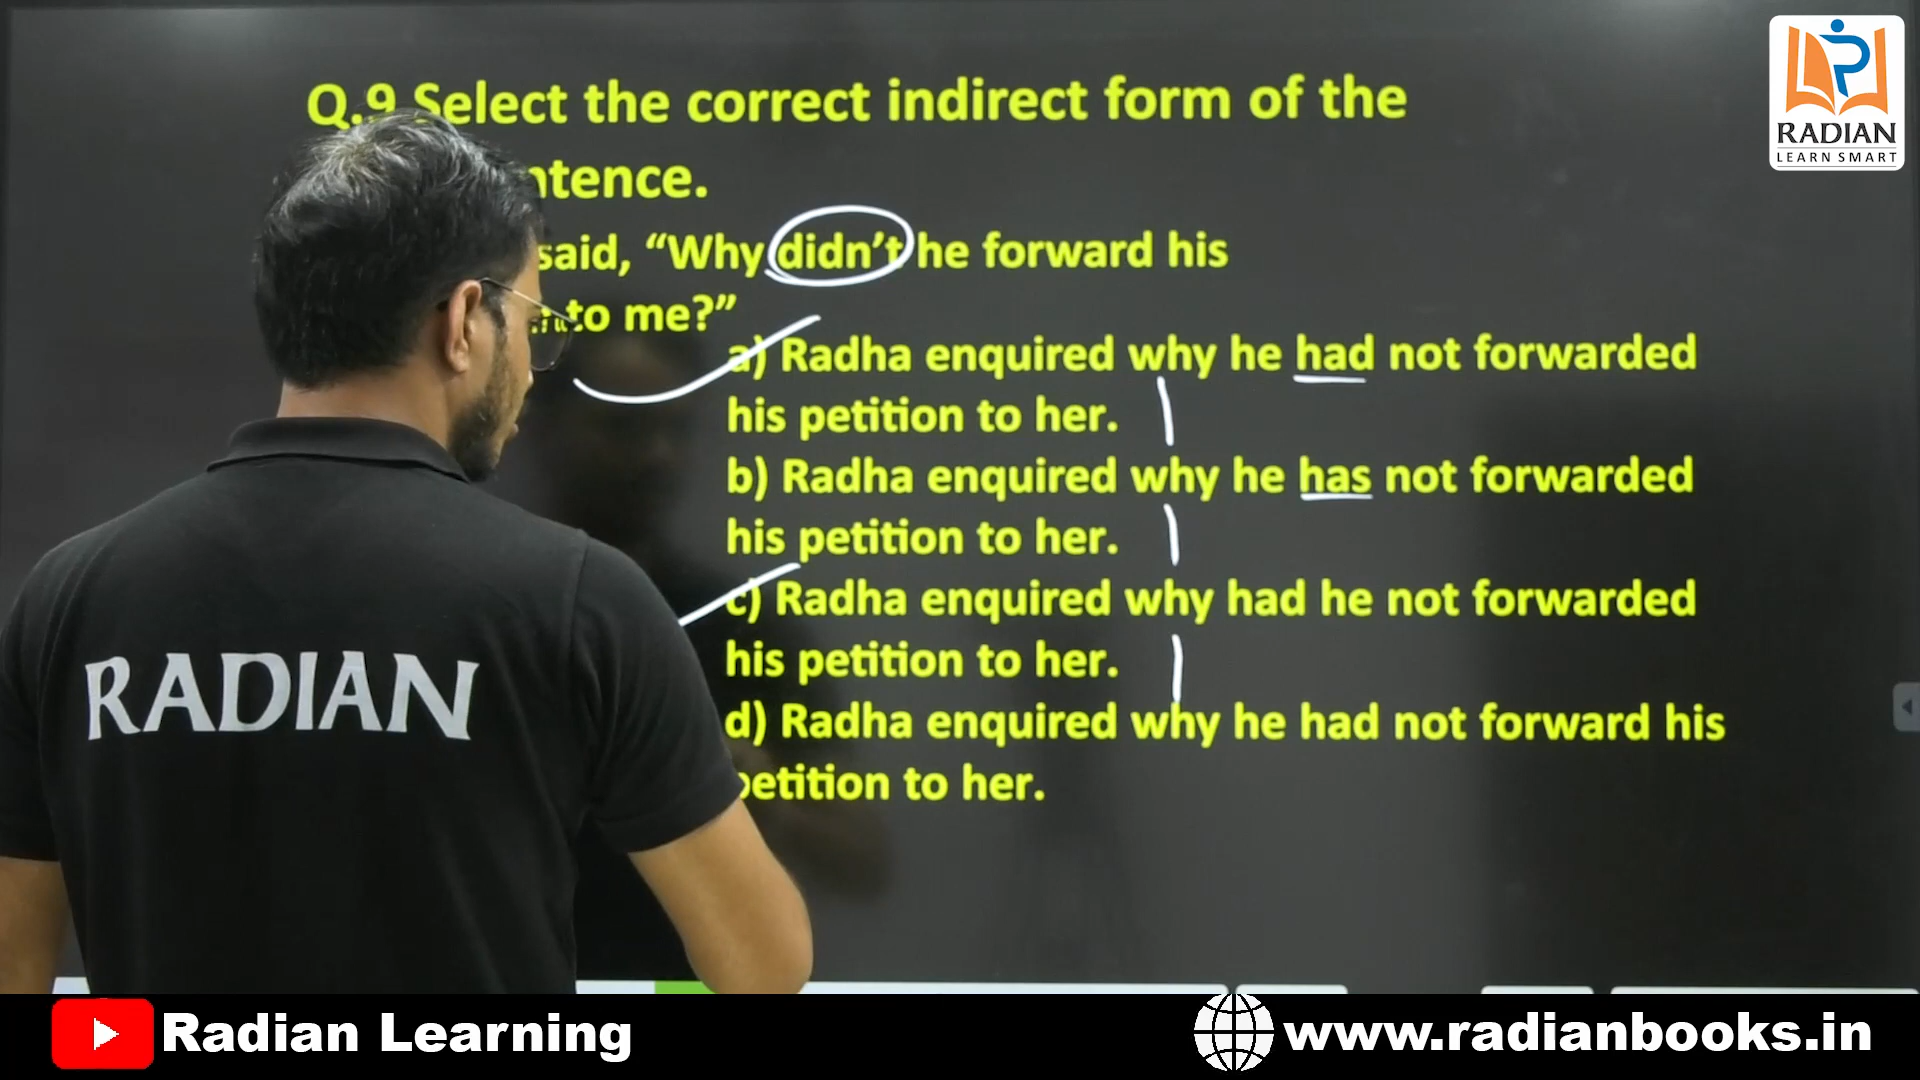 RADIAN
LEARN SMART
Q.9 Select the correct indirect form of the
ntence.
said, “Why didn’t he forward his
to me?”
a) Radha enquired why he had not forwarded
his petition to her.
b) Radha enquired why he has not forwarded
his petition to her.
c) Radha enquired why had he not forwarded
his petition to her.
d) Radha enquired why he had not forward his
petition to her.
RADIAN
Radian Learning
www.radianbooks.in